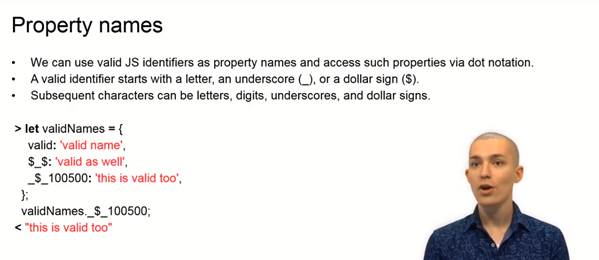 Property names
• We can use valid JS identifiers as property names and access such properties via dot notation.
• A valid identifier starts with a letter, an underscore (_), or a dollar sign ($).
• Subsequent characters can be letters, digits, underscores, and dollar signs.
> let validNames = {
valid: 'valid name',
$_$: 'valid as well',
_$_100500: 'this is valid too',
};
validNames._$_100500;
< "this is valid too"